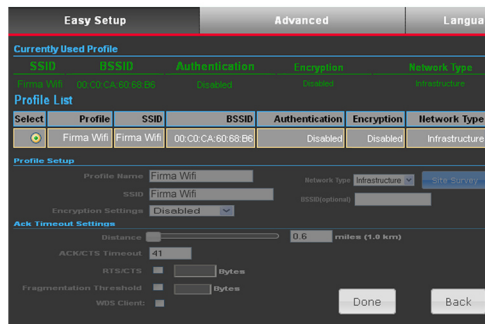 Easy Setup Advanced Langua
Currently Used Profile
SSID BSSID Authentication Encryption Network Type
Firma Wifi 00:C0:CA:60:68:B6 Disabled Disabled Infrastructure
Profile List
Select Profile SSID BSSID Authentication Encryption Network Type
Firma Wifi Firma Wifi 00:C0:CA:60:68:B6 Disabled Disabled Infrastructure
Profile Setup
Profile Name Firma Wifi Network Type Infrastructure Site Survey
SSID Firma Wifi BSSID(optional)
Encryption Settings Disabled
Ack Timeout Settings
Distance 0.6 miles (1.0 km)
ACK/CTS Timeout 41
RTS/CTS Bytes
Fragmentation Threshold Bytes
WDS Client:
Done Back